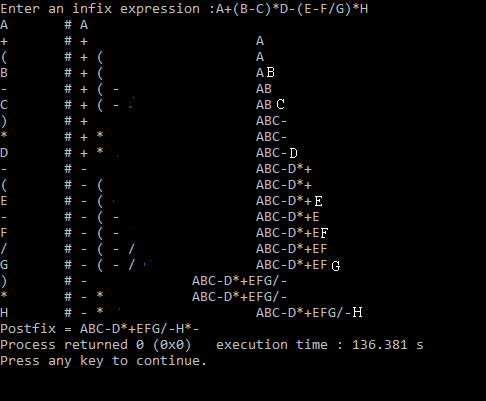 Enter an infix expression :A+(B-C)*D-(E-F/G)*H
A # A
+ # + A
( # + ( A
B # + ( A B
- # + ( - AB
C # + ( - AB C
) # + ABC-
* # + * ABC-
D # + * ABC-D
- # - ABC-D*+
( # - ( ABC-D*+
E # - ( ABC-D*+E
- # - ( - ABC-D*+E
F # - ( - ABC-D*+EF
/ # - ( - / ABC-D*+EF
G # - ( - / ABC-D*+EF G
) # - ABC-D*+EFG/-
* # - * ABC-D*+EFG/-
H # - * ABC-D*+EFG/-H
Postfix = ABC-D*+EFG/-H*-
Process returned 0 (0x0) execution time : 136.381 s
Press any key to continue.